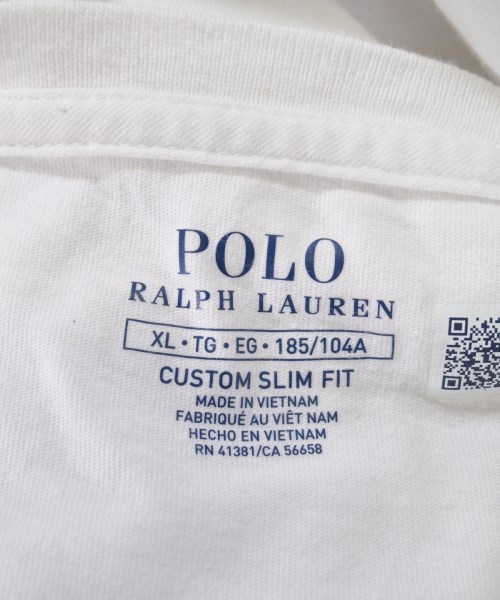 POLO
RALPH LAUREN
XL • TG • EG • 185/104A
CUSTOM SLIM FIT
MADE IN VIETNAM
FABRIQUÉ AU VIÊT NAM
HECHO EN VIETNAM
RN 41381/CA 56658